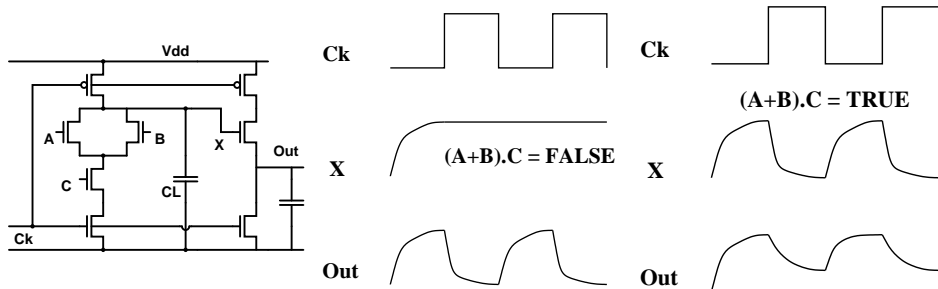 Vdd
A
B
X
Out
C
CL
Ck
Ck
(A+B).C = FALSE
X
Out
Ck
(A+B).C = TRUE
X
Out